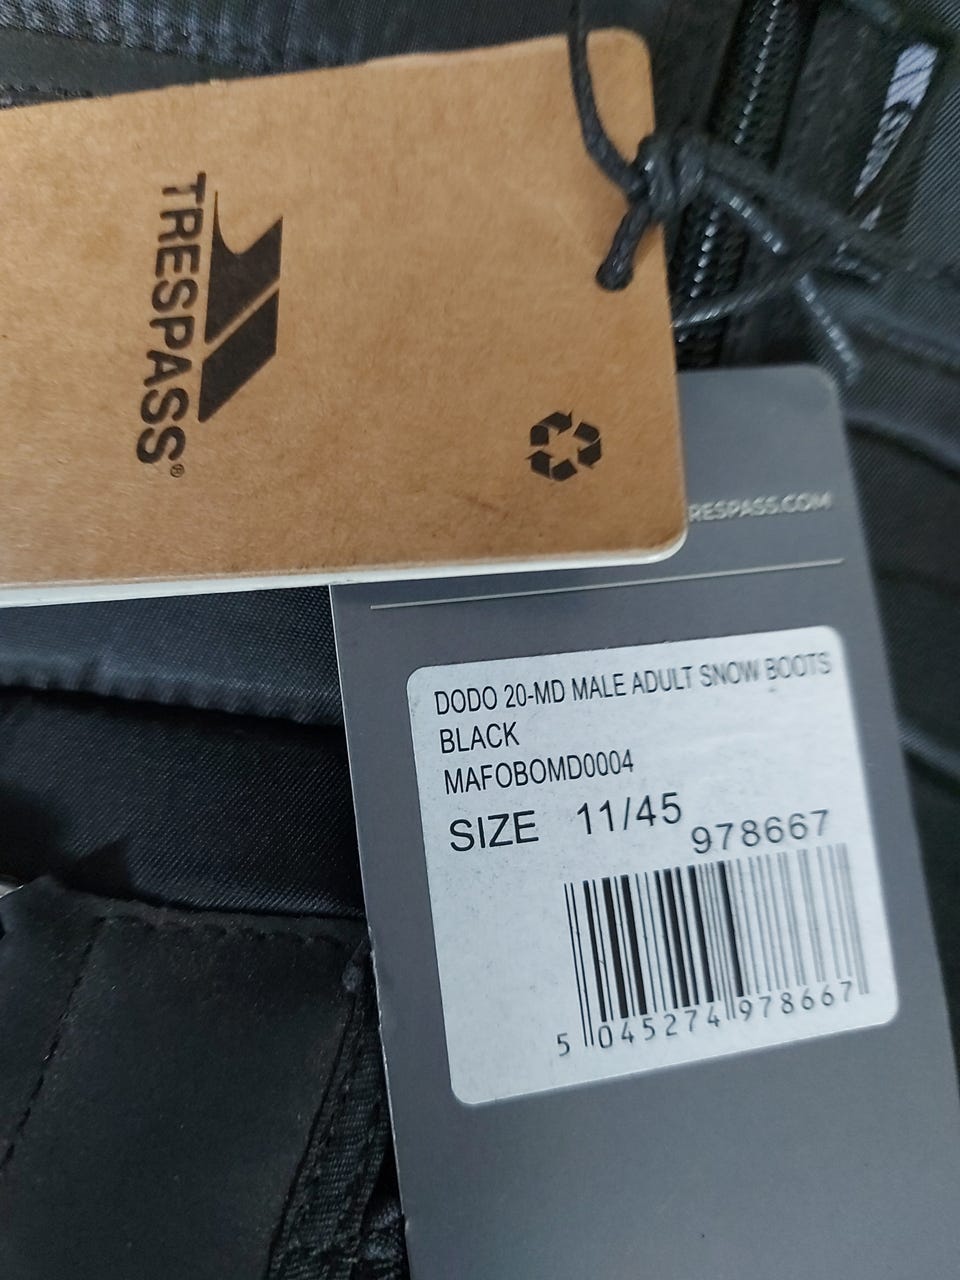 TRESPASS®
RESPASS.COM
DODO 20-MD MALE ADULT SNOW BOOTS
BLACK
MAFOBOMD0004
SIZE 11/45
978667
5 045274 978667